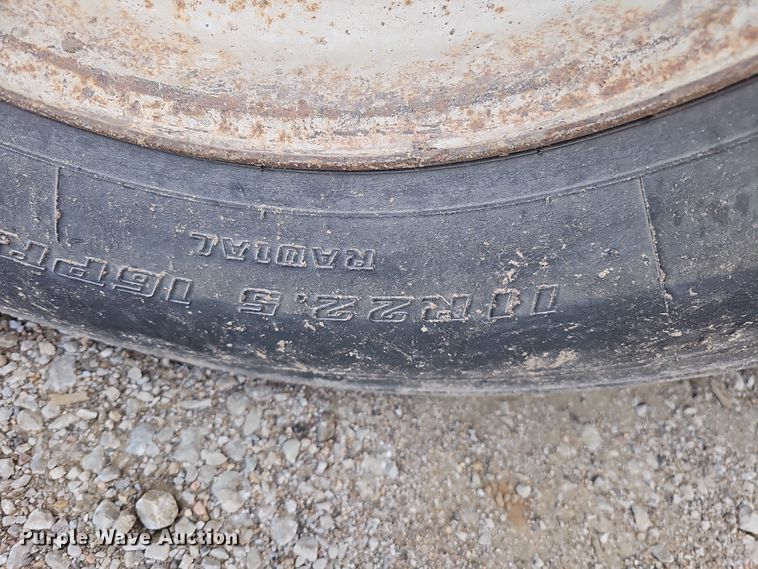 11R22.5 16PR
RADIAL
Purple Wave Auction